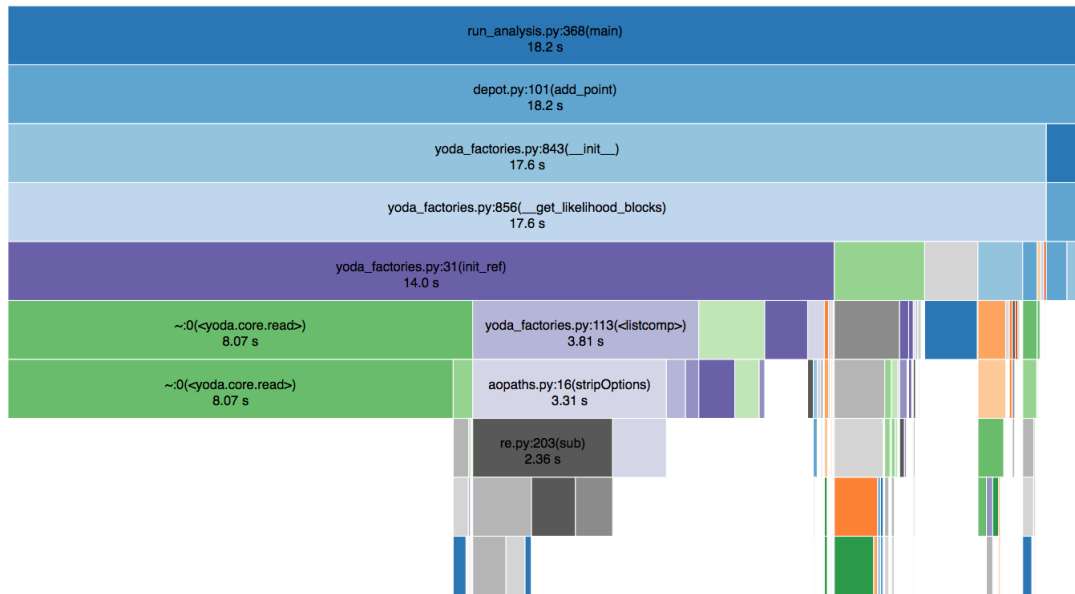 run_analysis.py:368(main)
18.2 s
depot.py:101(add_point)
18.2 s
yoda_factories.py:843(__init__)
17.6 s
yoda_factories.py:856(__get_likelihood_blocks)
17.6 s
yoda_factories.py:31(init_ref)
14.0 s
~:0(<yoda.core.read>)
8.07 s
yoda_factories.py:113(<listcomp>)
3.81 s
~:0(<yoda.core.read>)
8.07 s
aopaths.py:16(stripOptions)
3.31 s
re.py:203(sub)
2.36 s